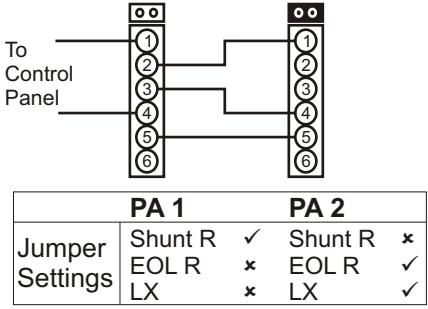 To
Control
Panel
1 1
2 2
3 3
4 4
5 5
6 6
PA 1 PA 2
Jumper
Settings
Shunt R ✓ Shunt R ×
EOL R × EOL R ✓
LX × LX ✓